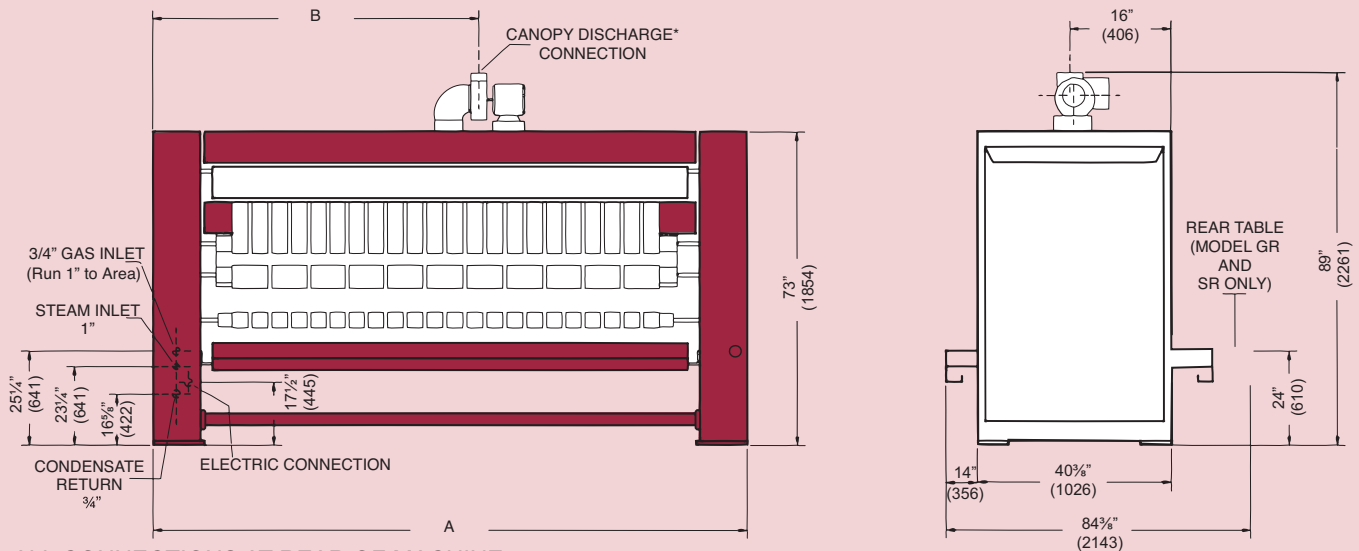 B
CANOPY DISCHARGE*
CONNECTION
16"
(406)
3/4" GAS INLET
(Run 1" to Area)
STEAM INLET
1"
73"
(1854)
REAR TABLE
(MODEL GR
AND
SR ONLY)
89"
(2261)
25¼"
(641)
23¼"
(641)
16⅝"
(422)
17½"
(445)
24"
(610)
CONDENSATE
RETURN
¾"
ELECTRIC CONNECTION
14"
(356)
40⅜"
(1026)
A
84⅜"
(2143)